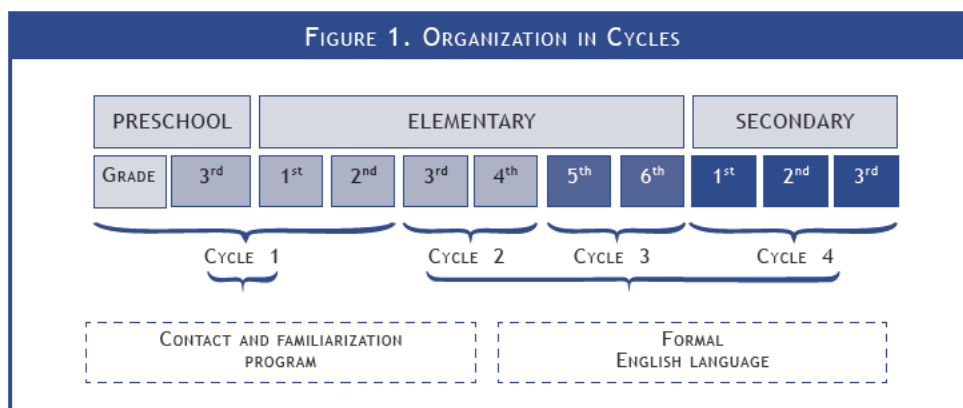 FIGURE 1. ORGANIZATION IN CYCLES
PRESCHOOL ELEMENTARY SECONDARY
GRADE 3rd 1st 2nd 3rd 4th 5th 6th 1st 2nd 3rd
CYCLE 1 CYCLE 2 CYCLE 3 CYCLE 4
CONTACT AND FAMILIARIZATION
PROGRAM
FORMAL
ENGLISH LANGUAGE